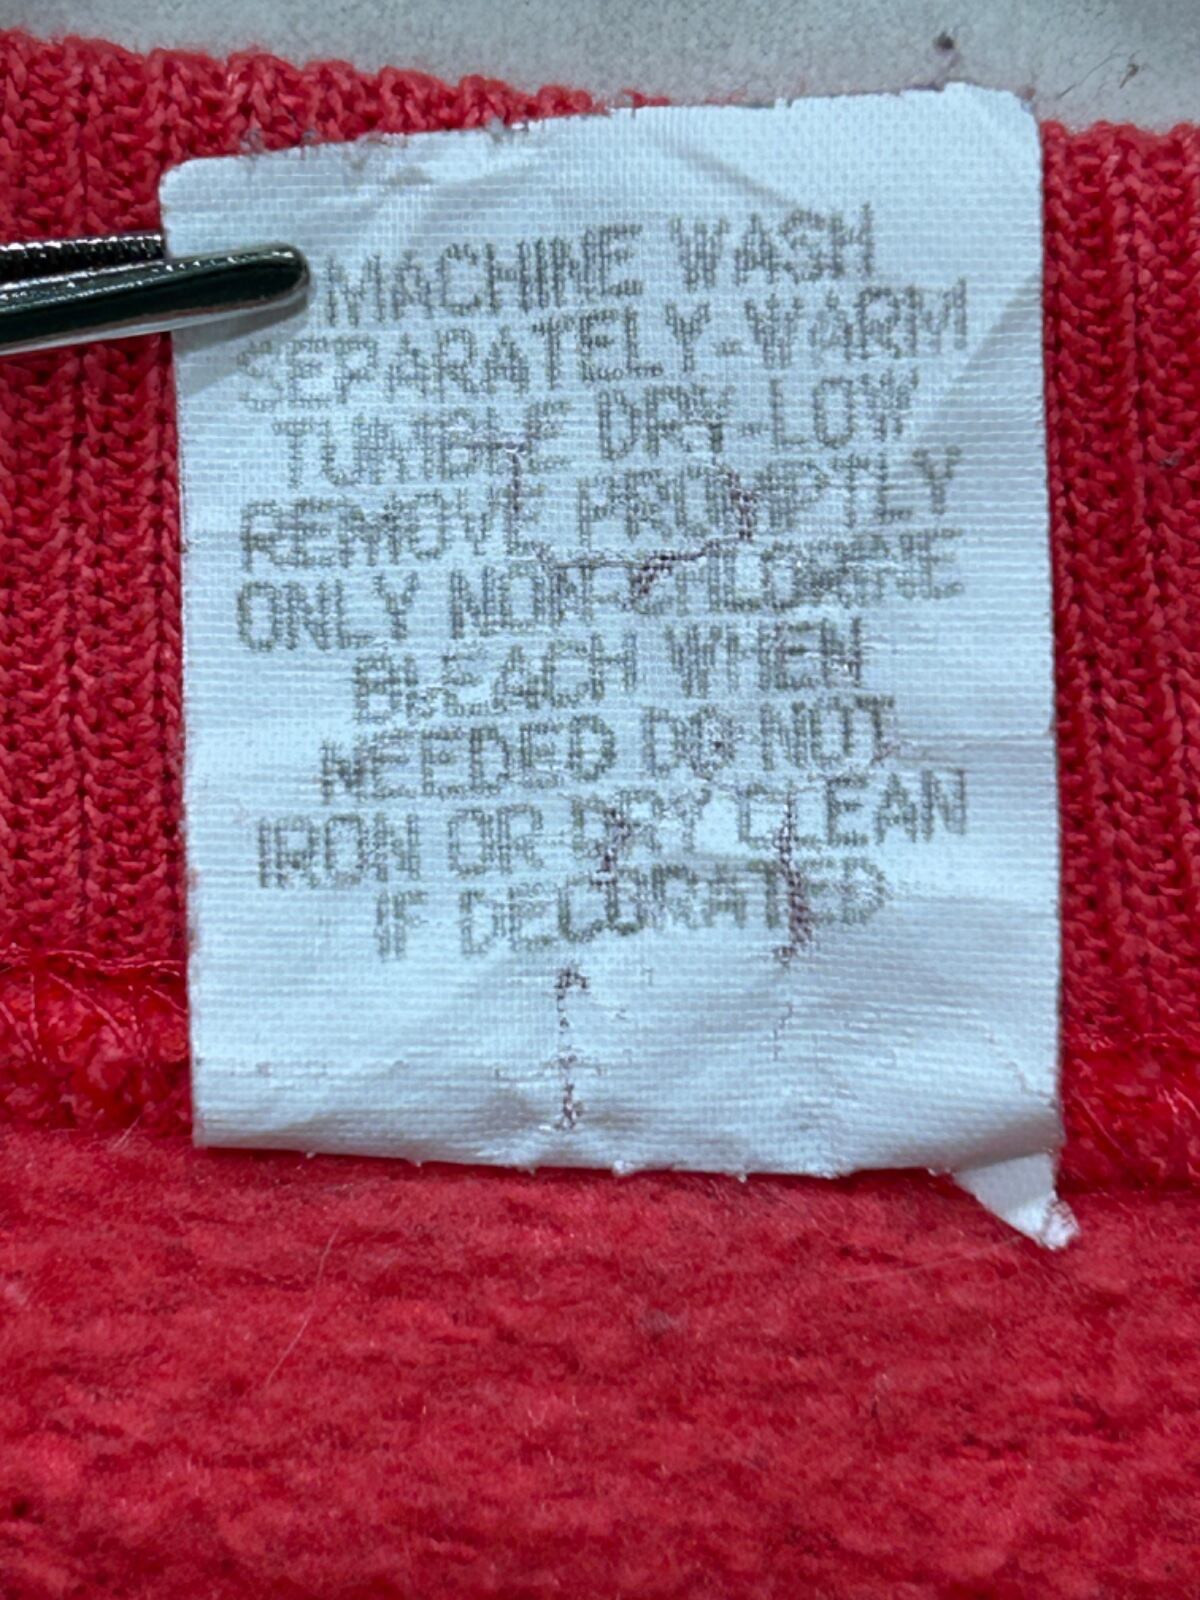 MACHINE WASH
SEPARATELY-WARM
TUMBLE DRY-LOW
REMOVE PROMPTLY
ONLY NON-CHLORINE
BLEACH WHEN
NEEDED DO NOT
IRON OR DRY CLEAN
IF DECORATED